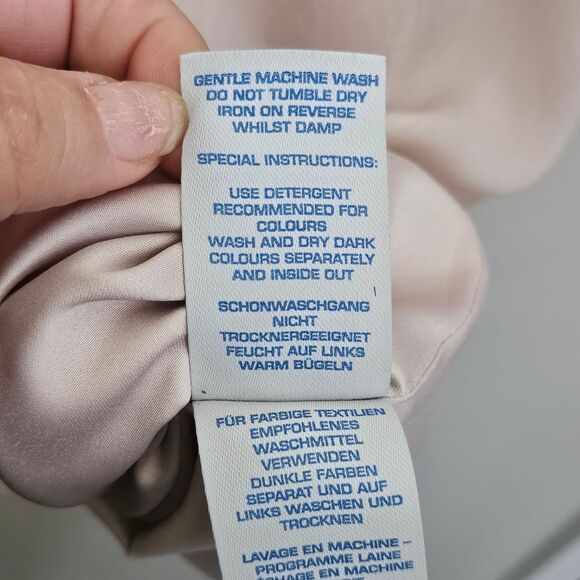 GENTLE MACHINE WASH
DO NOT TUMBLE DRY
IRON ON REVERSE
WHILST DAMP
SPECIAL INSTRUCTIONS:
USE DETERGENT
RECOMMENDED FOR
COLOURS
WASH AND DRY DARK
COLOURS SEPARATELY
AND INSIDE OUT
SCHONWASCHGANG
NICHT
TROCKNERGEEIGNET
FEUCHT AUF LINKS
WARM BÜGELN
FÜR FARBIGE TEXTILIEN
EMPFOHLENES
WASCHMITTEL
VERWENDEN
DUNKLE FARBEN
SEPARAT UND AUF
LINKS WASCHEN UND
TROCKNEN
LAVAGE EN MACHINE –
PROGRAMME LAINE
EN MACHINE